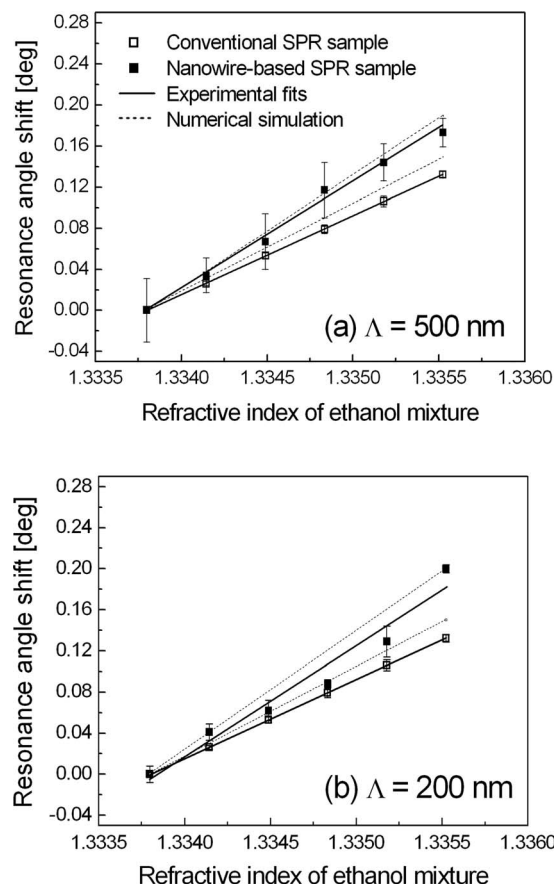 (a)
0.28
0.24
0.20
0.16
0.12
0.08
0.04
0.00
-0.04
Resonance angle shift [deg]
Conventional SPR sample
Nanowire-based SPR sample
Experimental fits
Numerical simulation
(a) Λ = 500 nm
1.3335 1.3340 1.3345 1.3350 1.3355 1.3360
Refractive index of ethanol mixture
(b)
0.28
0.24
0.20
0.16
0.12
0.08
0.04
0.00
-0.04
Resonance angle shift [deg]
(b) Λ = 200 nm
1.3335 1.3340 1.3345 1.3350 1.3355 1.3360
Refractive index of ethanol mixture